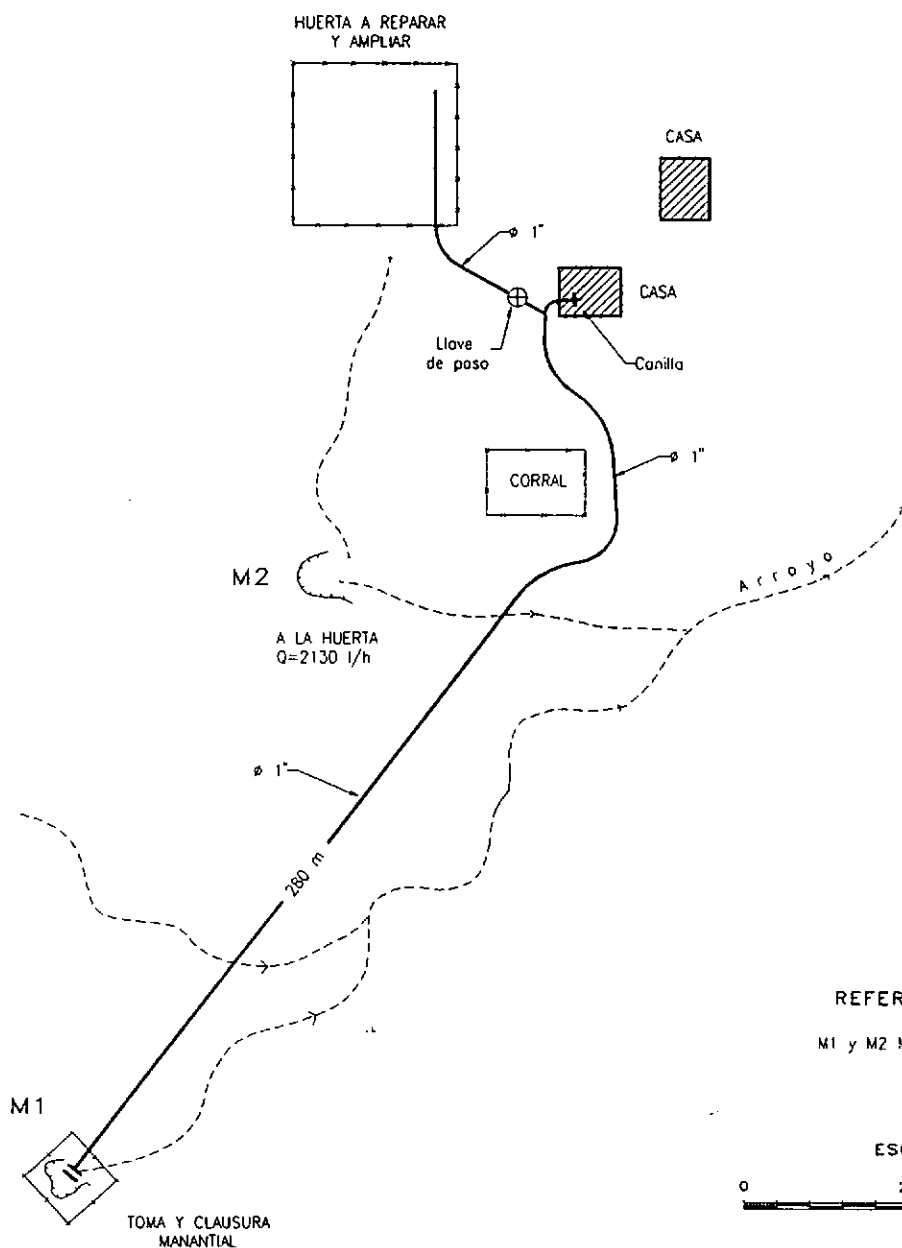 HUERTA A REPARAR
Y AMPLIAR
CASA
ø 1"
CASA
Llave
de paso
Canilla
CORRAL
ø 1"
M2
Arroyo
A LA HUERTA
Q=2130 l/h
ø 1"
280 m
REFER
M1 y M2
M1
ESC
0
TOMA Y CLAUSURA
MANANTIAL